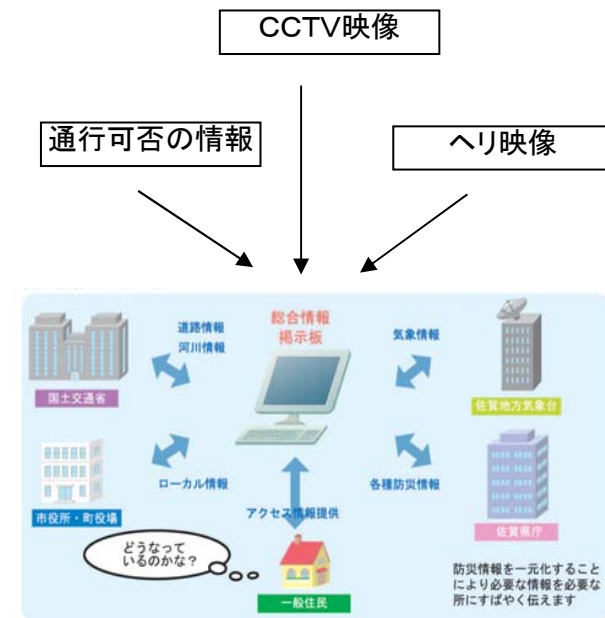 CCTV映像
通行可否の情報
ヘリ映像
総合情報
掲示板
道路情報
河川情報
気象情報
国土交通省
佐賀地方気象台
ローカル情報
各種防災情報
市役所・町役場
佐賀県庁
アクセス情報提供
どうなって
いるのかな?
一般住民
防災情報を一元化すること
により必要な情報を必要な
所にすばやく伝えます